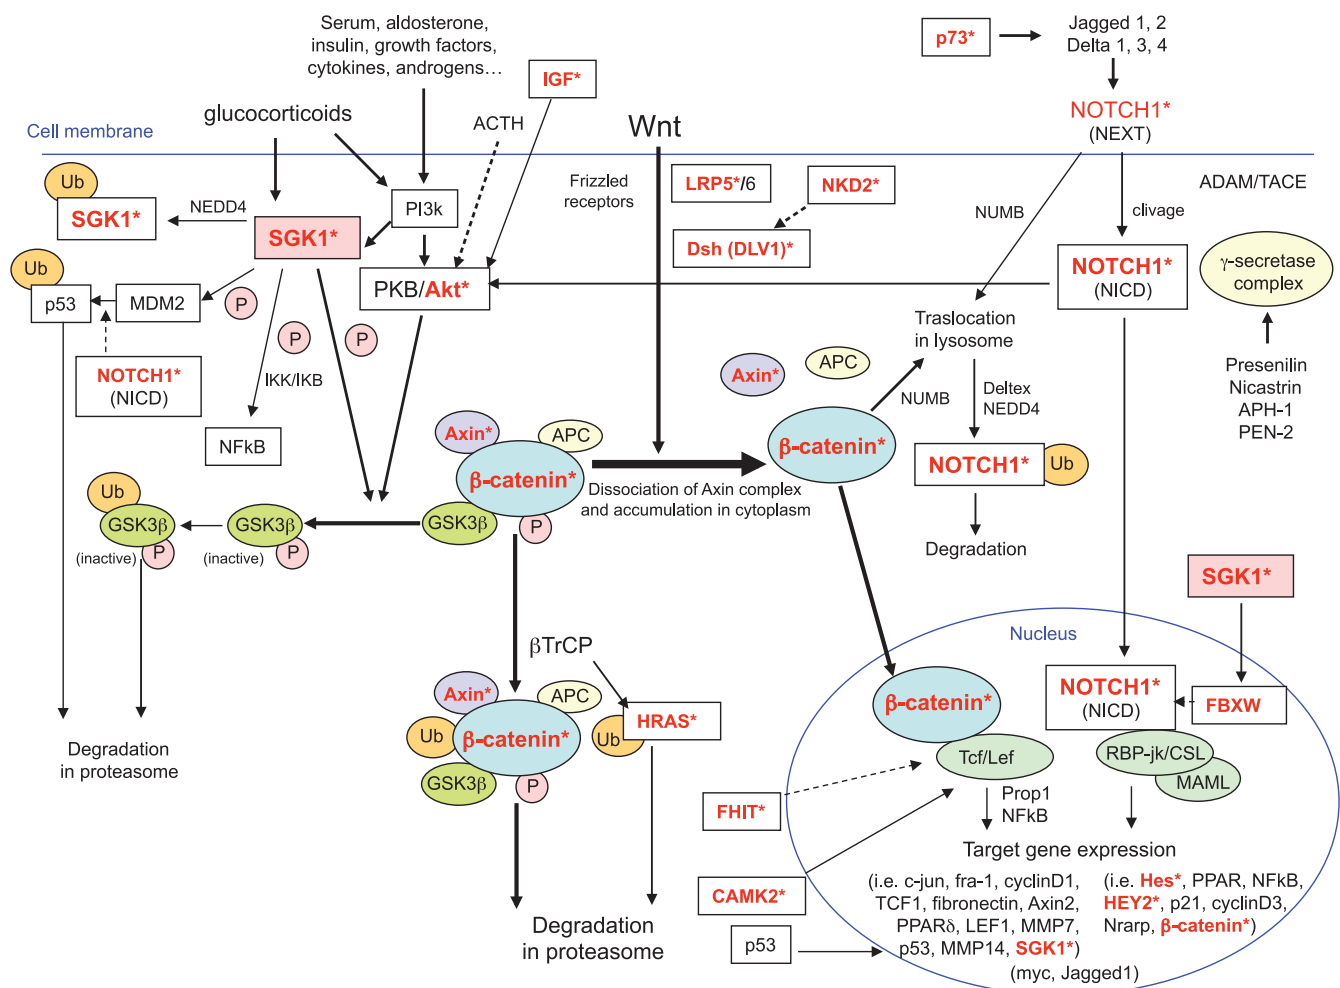 Serum, aldosterone,
insulin, growth factors,
cytokines, androgens...
IGF*
p73*
Jagged 1, 2
Delta 1, 3, 4
glucocorticoids
ACTH
Wnt
NOTCH1*
(NEXT)
Cell membrane
Ub
SGK1*
NEDD4
SGK1*
PI3k
Frizzled
receptors
LRP5*/6
NKD2*
Dsh (DLV1)*
NUMB
ADAM/TACE
clivage
Ub
p53
MDM2
P
P
P
PKB/Akt*
NOTCH1*
(NICD)
γ-secretase
complex
NOTCH1*
(NICD)
IKK/IKB
NFkB
Traslocation
in lysosome
Presenilin
Nicastrin
APH-1
PEN-2
Axin*
APC
NUMB
Deltex
NEDD4
Axin*
APC
β-catenin*
GSK3β
P
Dissociation of Axin complex
and accumulation in cytoplasm
β-catenin*
NOTCH1*
Ub
Degradation
Ub
GSK3β
(inactive)
P
GSK3β
(inactive)
P
SGK1*
Nucleus
βTrCP
Axin*
APC
Ub
β-catenin*
GSK3β
P
Ub
HRAS*
β-catenin*
Tcf/Lef
NOTCH1*
(NICD)
FBXW
RBP-jk/CSL
MAML
Degradation
in proteasome
FHIT*
Prop1
NFkB
Target gene expression
CAMK2*
(i.e. c-jun, fra-1, cyclinD1,
TCF1, fibronectin, Axin2,
PPARδ, LEF1, MMP7,
p53, MMP14, SGK1*)
(i.e. Hes*, PPAR, NFkB,
HEY2*, p21, cyclinD3,
Nrarp, β-catenin*)
(myc, Jagged1)
p53
Degradation
in proteasome